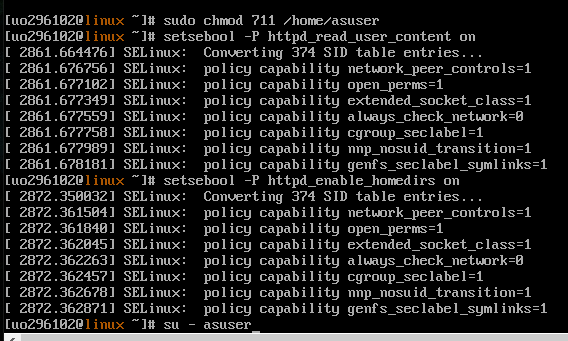 [uo296102@linux ~]# sudo chmod 711 /home/asuser
[uo296102@linux ~]# setsebool -P httpd_read_user_content on
[ 2861.664476] SELinux:  Converting 374 SID table entries...
[ 2861.676756] SELinux:  policy capability network_peer_controls=1
[ 2861.677102] SELinux:  policy capability open_perms=1
[ 2861.677349] SELinux:  policy capability extended_socket_class=1
[ 2861.677559] SELinux:  policy capability always_check_network=0
[ 2861.677758] SELinux:  policy capability cgroup_seclabel=1
[ 2861.677989] SELinux:  policy capability nnp_nosuid_transition=1
[ 2861.678181] SELinux:  policy capability genfs_seclabel_symlinks=1
[uo296102@linux ~]# setsebool -P httpd_enable_homedirs on
[ 2872.350032] SELinux:  Converting 374 SID table entries...
[ 2872.361504] SELinux:  policy capability network_peer_controls=1
[ 2872.361840] SELinux:  policy capability open_perms=1
[ 2872.362045] SELinux:  policy capability extended_socket_class=1
[ 2872.362263] SELinux:  policy capability always_check_network=0
[ 2872.362457] SELinux:  policy capability cgroup_seclabel=1
[ 2872.362678] SELinux:  policy capability nnp_nosuid_transition=1
[ 2872.362871] SELinux:  policy capability genfs_seclabel_symlinks=1
[uo296102@linux ~]# su - asuser